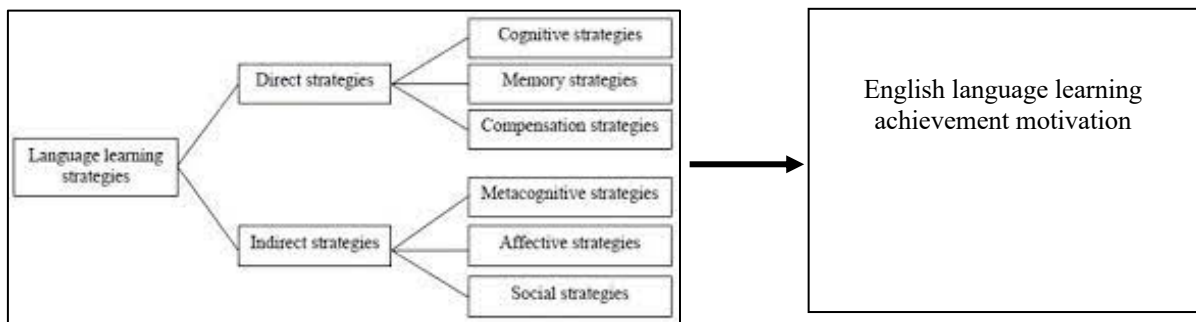 Cognitive strategies
Direct strategies
Memory strategies
Compensation strategies
Language learning
strategies
Metacognitive strategies
Indirect strategies
Affective strategies
Social strategies
English language learning
achievement motivation